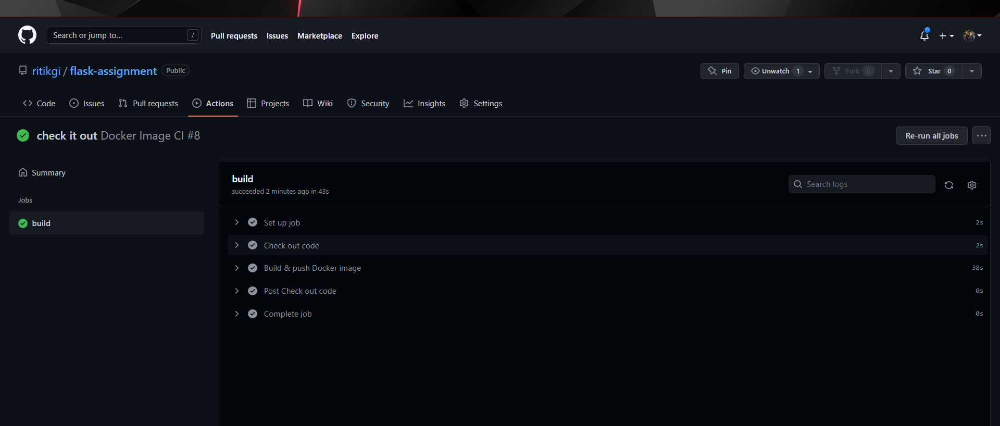 Search or jump to... / Pull requests Issues Marketplace Explore
ritikgi / flask-assignment Public Pin Unwatch 1 Fork 0 Star 0
Code Issues Pull requests Actions Projects Wiki Security Insights Settings
check it out Docker Image CI #8 Re-run all jobs ...
Summary
Jobs
build
build
succeeded 2 minutes ago in 43s
Search logs
Set up job 2s
Check out code 2s
Build & push Docker image 38s
Post Check out code 0s
Complete job 0s